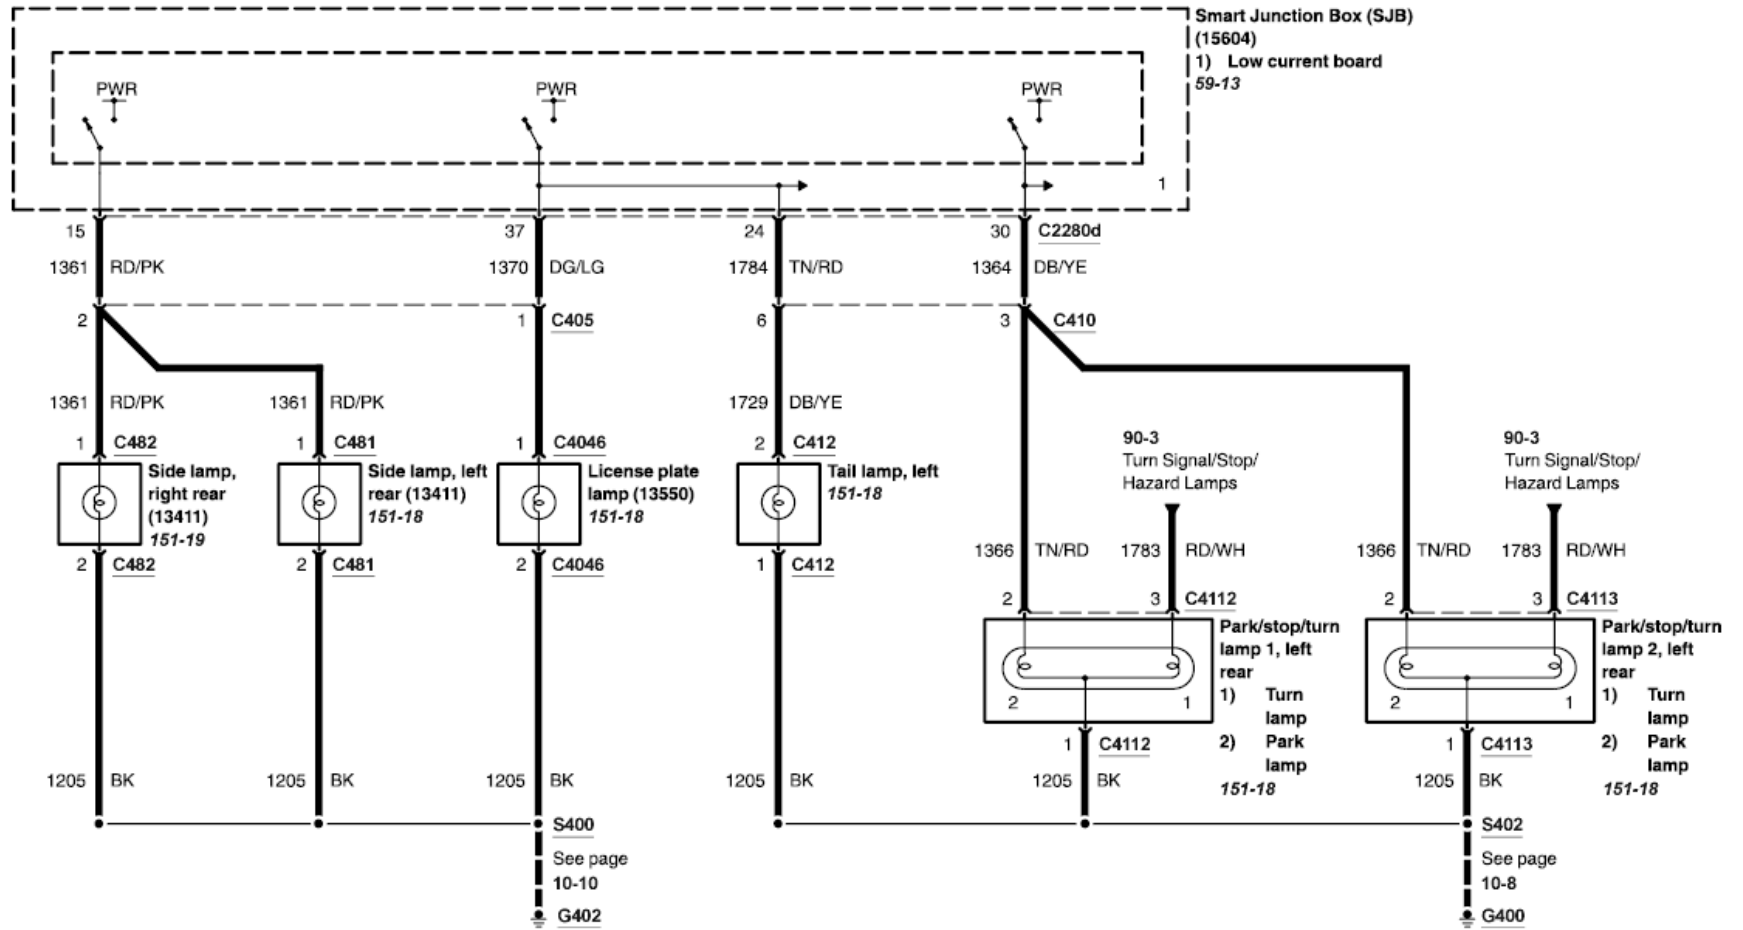 Smart Junction Box (SJB)
(15604)
1) Low current board
59-13
PWR PWR PWR
1
15 37 24 30 C2280d
1361 RD/PK 1370 DG/LG 1784 TN/RD 1364 DB/YE
2 1 C405 6 3 C410
1361 RD/PK 1361 RD/PK 1729 DB/YE
1 C482 1 C481 1 C4046 2 C412
Side lamp,
right rear
(13411)
151-19
Side lamp, left
rear (13411)
151-18
License plate
lamp (13550)
151-18
Tail lamp, left
151-18
90-3
Turn Signal/Stop/
Hazard Lamps
90-3
Turn Signal/Stop/
Hazard Lamps
2 C482 2 C481 2 C4046 1 C412
1366 TN/RD 1783 RD/WH 1366 TN/RD 1783 RD/WH
2 3 C4112 2 3 C4113
Park/stop/turn
lamp 1, left
rear
1) Turn
lamp
2) Park
lamp
151-18
Park/stop/turn
lamp 2, left
rear
1) Turn
lamp
2) Park
lamp
151-18
2 1 2 1
1 C4112 1 C4113
1205 BK 1205 BK 1205 BK 1205 BK 1205 BK 1205 BK
S400
See page
10-10
G402
S402
See page
10-8
G400